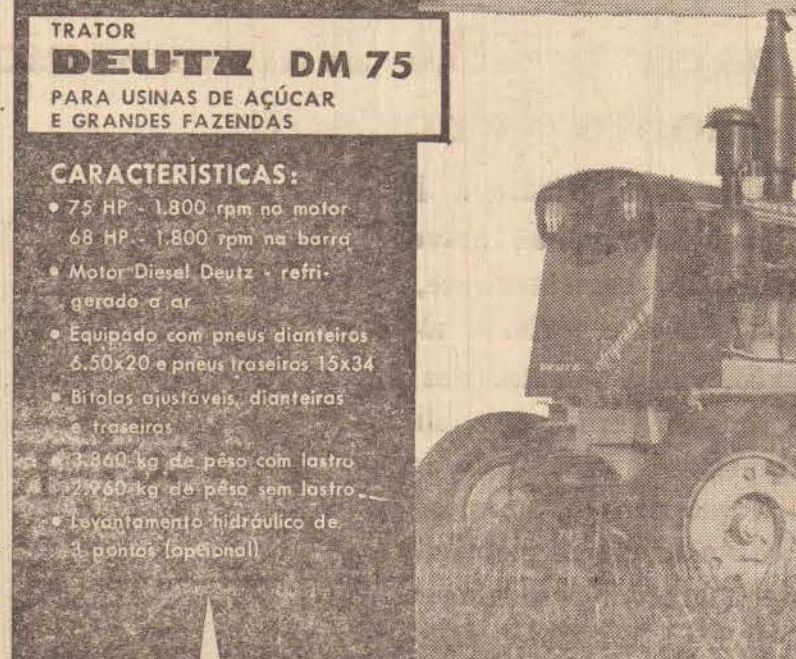 TRATOR
DEUTZ DM 75
PARA USINAS DE AÇÚCAR
E GRANDES FAZENDAS
CARACTERÍSTICAS:
• 75 HP - 1.800 rpm no motor
68 HP - 1.800 rpm na barra
• Motor Diesel Deutz - refri-
gerado a ar
• Equipado com pneus dianteiros
6.50x20 e pneus traseiros 15x34
• Bitolas ajustáveis, dianteiras
e traseiras
• 3.860 kg de pêso com lastro
2.960 kg de pêso sem lastro
• Levantamento hidráulico de
3 pontos (opcional)
DEUTZ